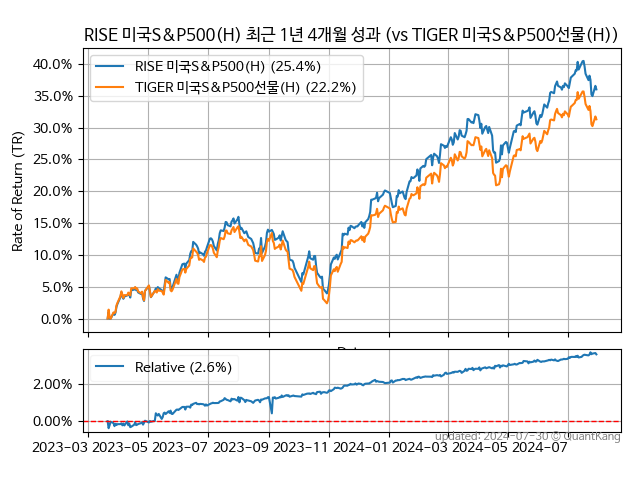 RISE 미국S&P500(H) 최근 1년 4개월 성과 (vs TIGER 미국S&P500선물(H))
Rate of Return (TR)
40.0%
35.0%
30.0%
25.0%
20.0%
15.0%
10.0%
5.0%
0.0%
RISE 미국S&P500(H) (25.4%)
TIGER 미국S&P500선물(H) (22.2%)
2.00%
0.00%
Relative (2.6%)
updated: 2024-07-30 © QuantKang
2023-03 2023-05 2023-07 2023-09 2023-11 2024-01 2024-03 2024-05 2024-07